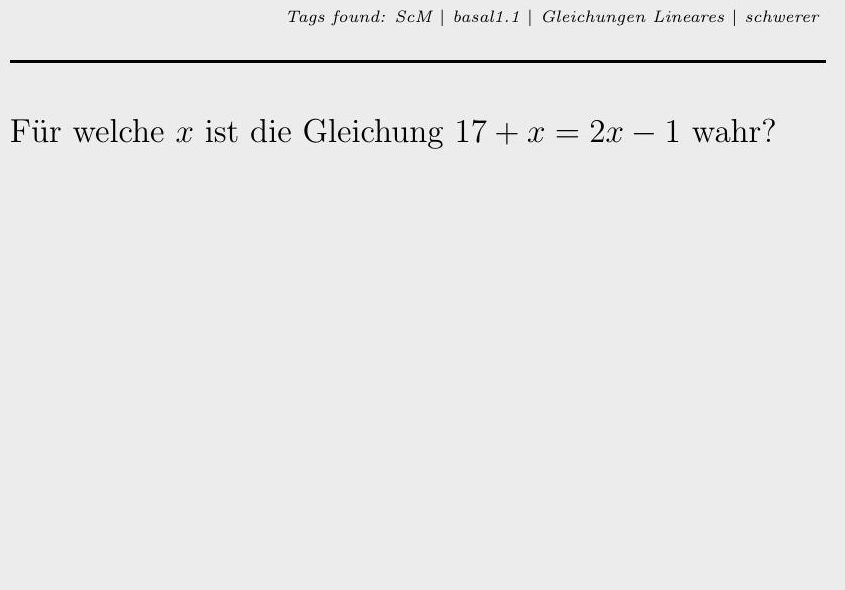 Tags found: ScM | basal1.1 | Gleichungen Lineares | schwerer
Für welche x ist die Gleichung 17 + x = 2x − 1 wahr?